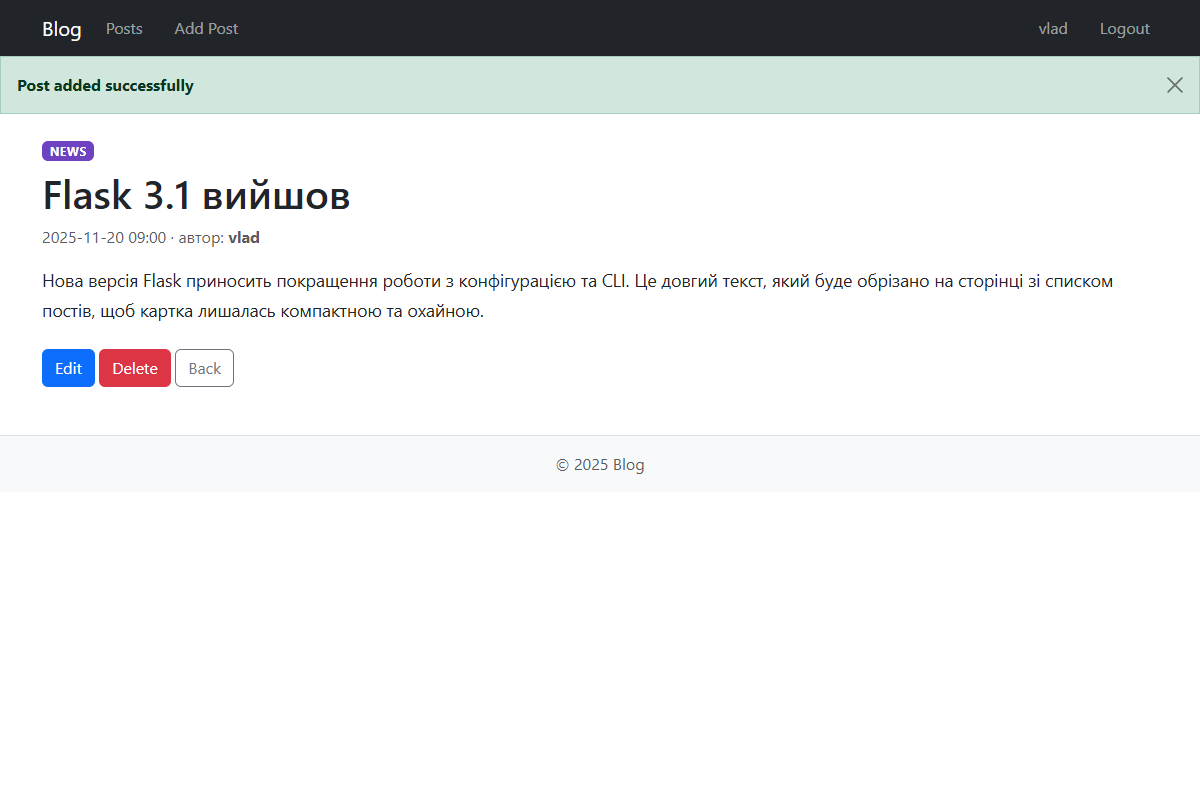 Blog Posts Add Post vlad Logout
Post added successfully
NEWS
Flask 3.1 вийшов
2025-11-20 09:00 · автор: vlad
Нова версія Flask приносить покращення роботи з конфігурацією та CLI. Це довгий текст, який буде обрізано на сторінці зі списком
постів, щоб картка лишалась компактною та охайною.
Edit Delete Back
© 2025 Blog